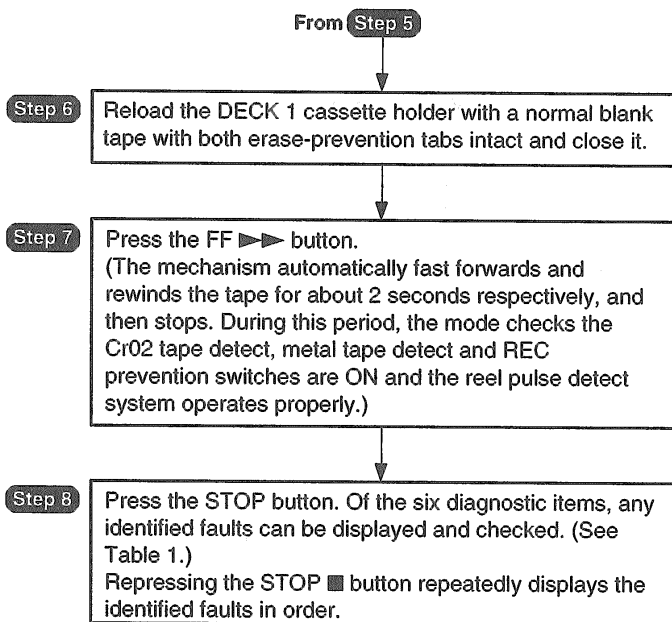 From Step 5
Step 6
Reload the DECK 1 cassette holder with a normal blank
tape with both erase-prevention tabs intact and close it.
Step 7
Press the FF ►► button.
(The mechanism automatically fast forwards and
rewinds the tape for about 2 seconds respectively, and
then stops. During this period, the mode checks the
Cr02 tape detect, metal tape detect and REC
prevention switches are ON and the reel pulse detect
system operates properly.)
Step 8
Press the STOP button. Of the six diagnostic items, any
identified faults can be displayed and checked. (See
Table 1.)
Repressing the STOP ■ button repeatedly displays the
identified faults in order.